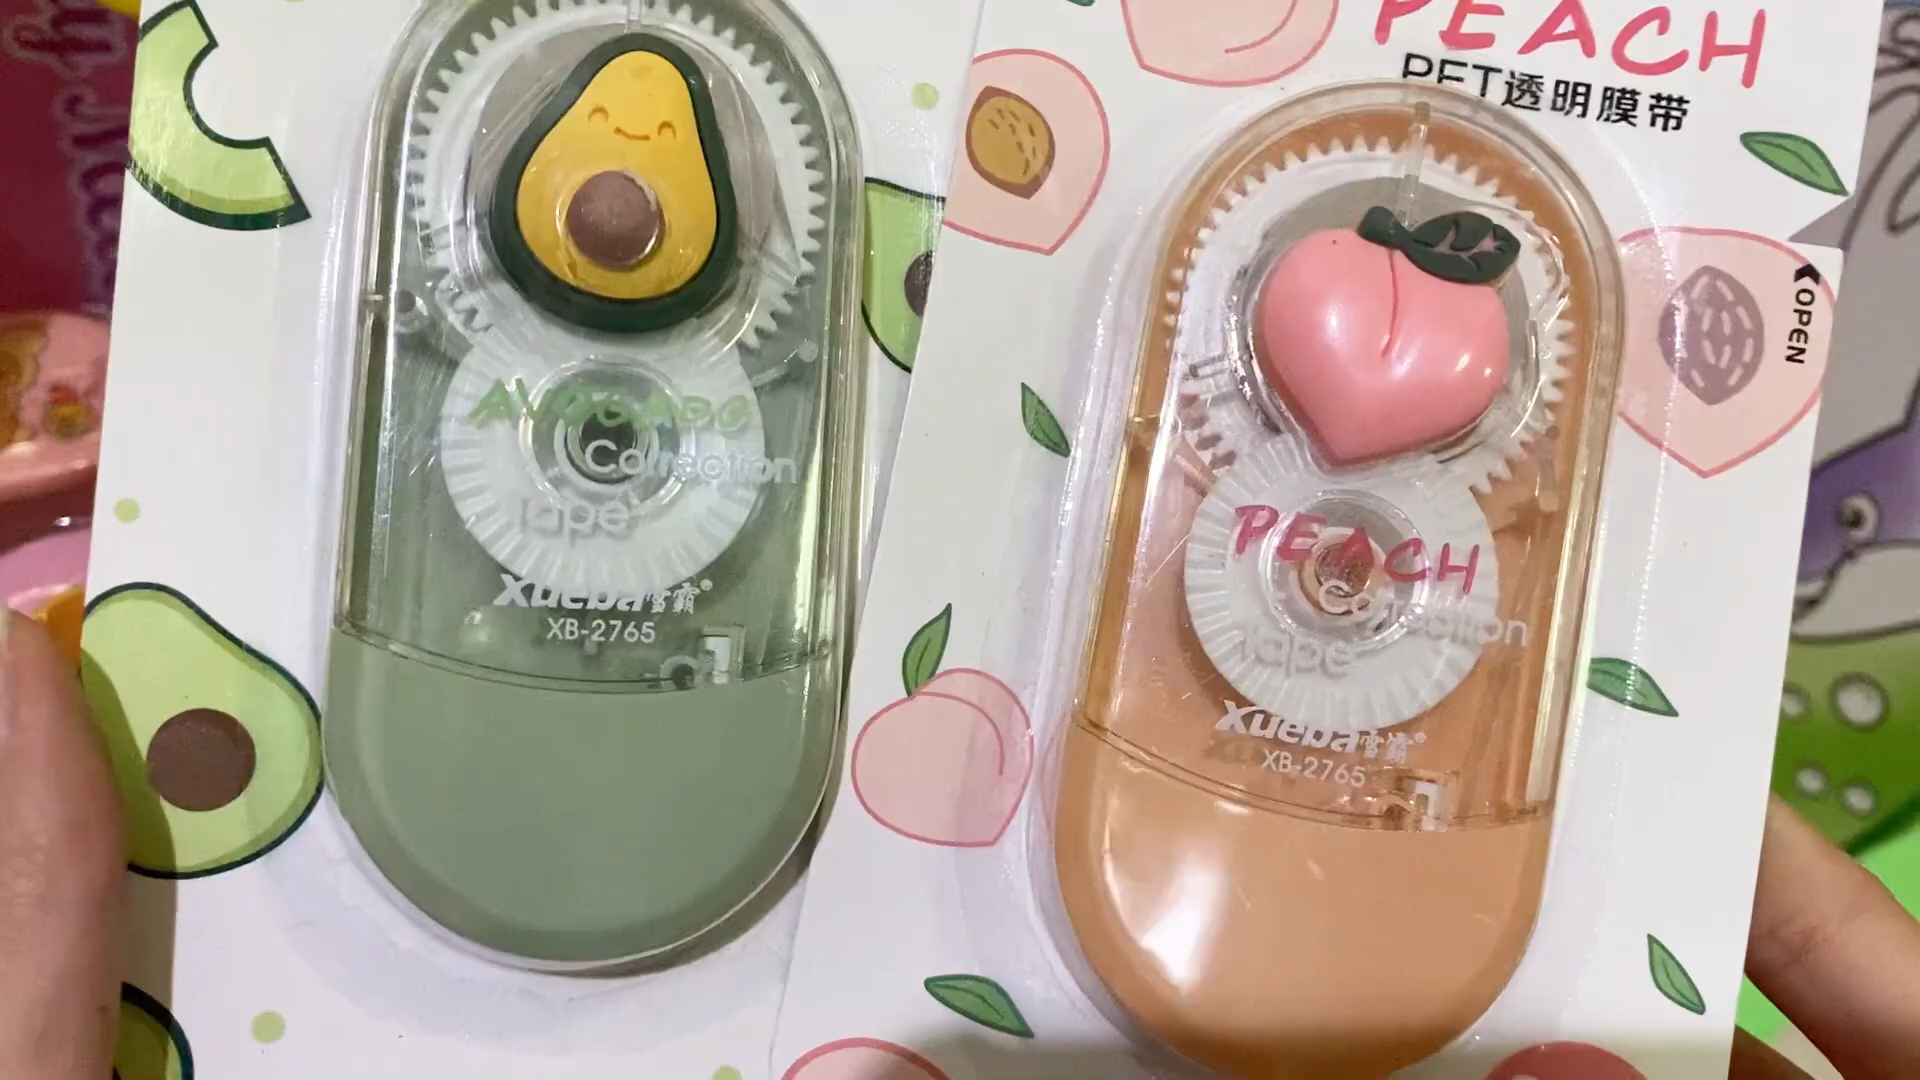 AVOCADO
Correction
Tape
Xueba雪霸®
XB-2765
PEACH
PET透明膜带
OPEN
PEACH
Correction
Tape
Xueba雪霸®
XB-2765